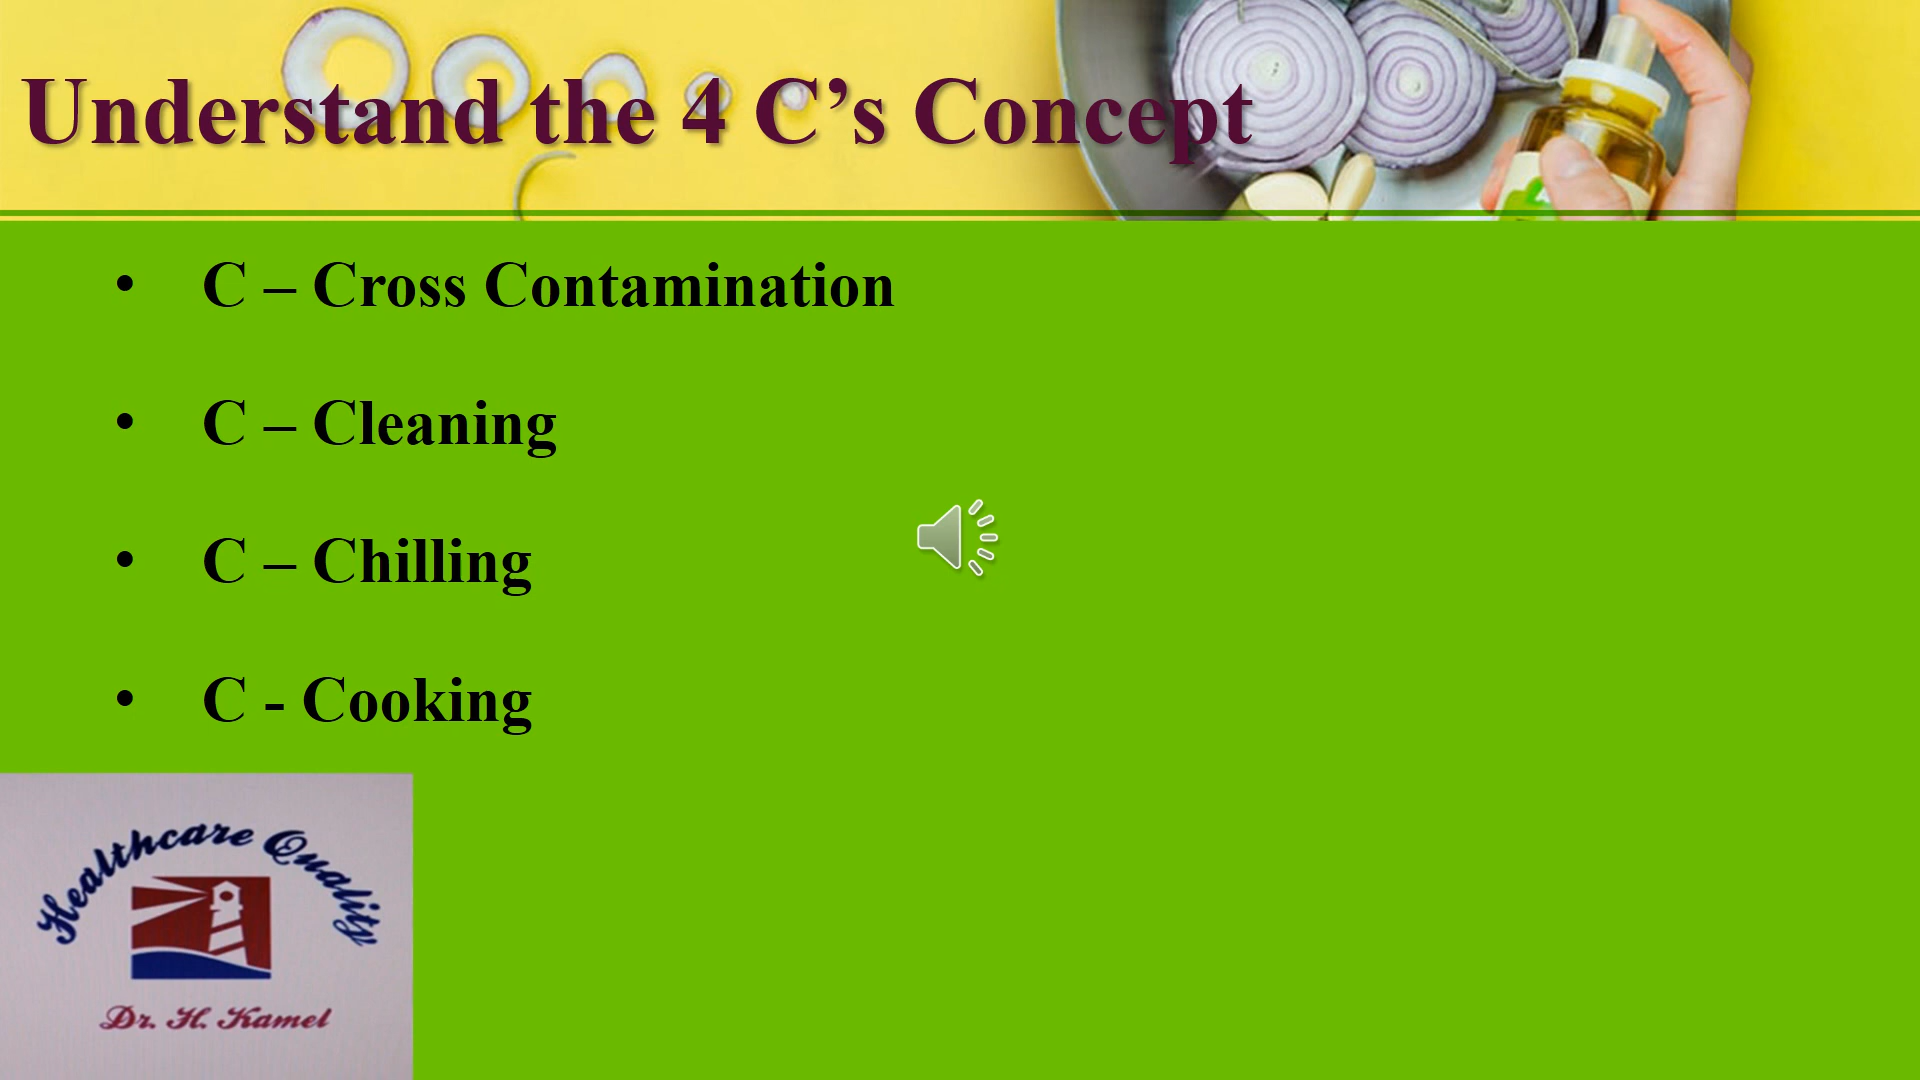 Understand the 4 C’s Concept
• C – Cross Contamination
• C – Cleaning
• C – Chilling
• C - Cooking
Healthcare Quality
Dr. H. Kamel